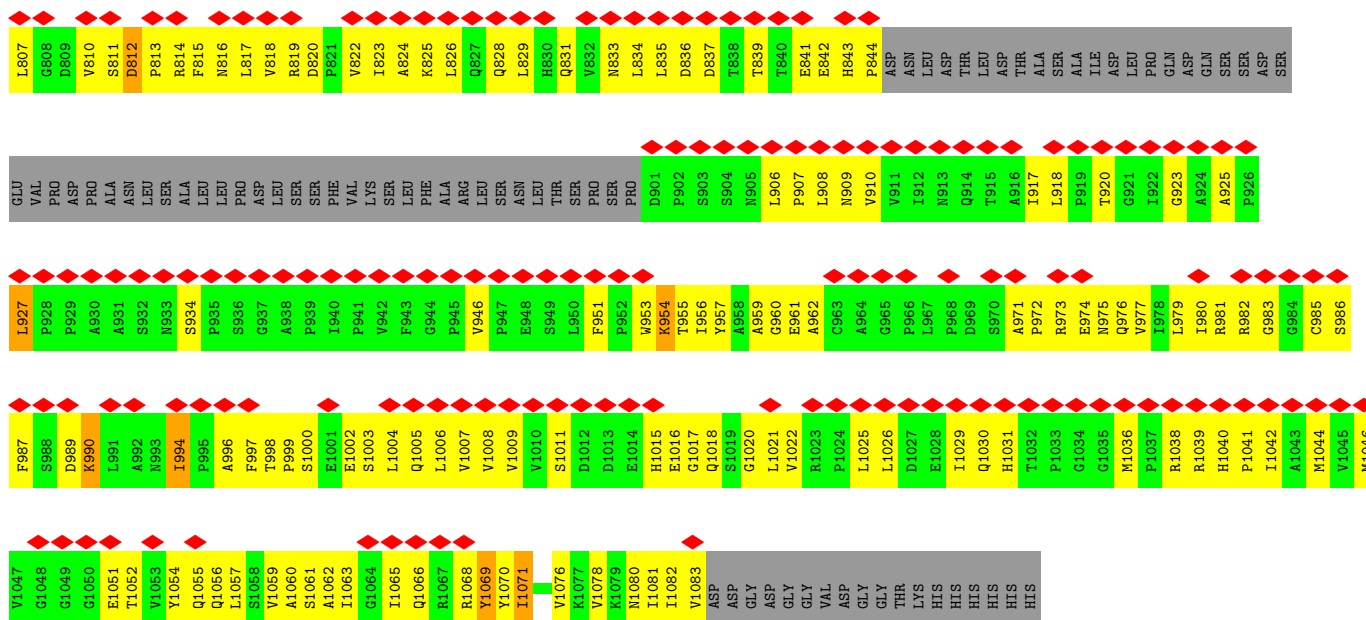 L807 G808 D809 V810 S811 D812 P813 R814 F815 N816 L817 V818 R819 D820 P821 V822 I823 A824 K825 L826 Q827 Q828 L829 H830 Q831 V832 N833 L834 L835 D836 D837 T838 T839 T840 E841 E842 H843 P844 ASP ASN LEU ASP THR LEU ASP THR ALA SER ALA ILE ASP LEU PRO GLN ASP GLN SER SER ASP SER
GLU VAL PRO ASP PRO ALA ASN LEU SER ALA LEU LEU PRO ASP LEU SER SER PHE VAL LYS SER LEU PHE ALA ARG LEU SER ASN LEU THR SER PRO SER PRO D901 P902 S903 S904 N905 L906 P907 L908 N909 V910 V911 I912 N913 Q914 T915 A916 I917 L918 P919 T920 G921 I922 G923 A924 A925 P926
L927 P928 P929 A930 A931 S932 N933 S934 P935 S936 G937 A938 P939 I940 P941 V942 F943 G944 P945 V946 P947 E948 S949 L950 F951 P952 W953 K954 T955 I956 Y957 A958 A959 G960 E961 A962 C963 A964 G965 P966 L967 P968 D969 S970 A971 P972 R973 E974 N975 Q976 V977 I978 L979 I980 R981 R982 G983 G984 C985 S986
F987 S988 D989 K990 L991 A992 N993 I994 P995 A996 F997 T998 P999 S1000 E1001 E1002 S1003 L1004 Q1005 L1006 V1007 V1008 V1009 V1010 S1011 D1012 D1013 E1014 H1015 E1016 G1017 Q1018 S1019 G1020 L1021 V1022 R1023 P1024 L1025 L1026 D1027 E1028 I1029 Q1030 H1031 T1032 P1033 G1034 G1035 M1036 P1037 R1038 R1039 H1040 P1041 I1042 A1043 M1044 V1045 M1046
V1047 G1048 G1049 G1050 E1051 T1052 V1053 Y1054 Q1055 Q1056 L1057 S1058 V1059 A1060 S1061 A1062 I1063 G1064 I1065 Q1066 R1067 R1068 Y1069 Y1070 I1071 V1076 K1077 V1078 K1079 N1080 I1081 I1082 V1083 ASP ASP GLY ASP GLY GLY VAL ASP GLY GLY THR LYS HIS HIS HIS HIS HIS HIS